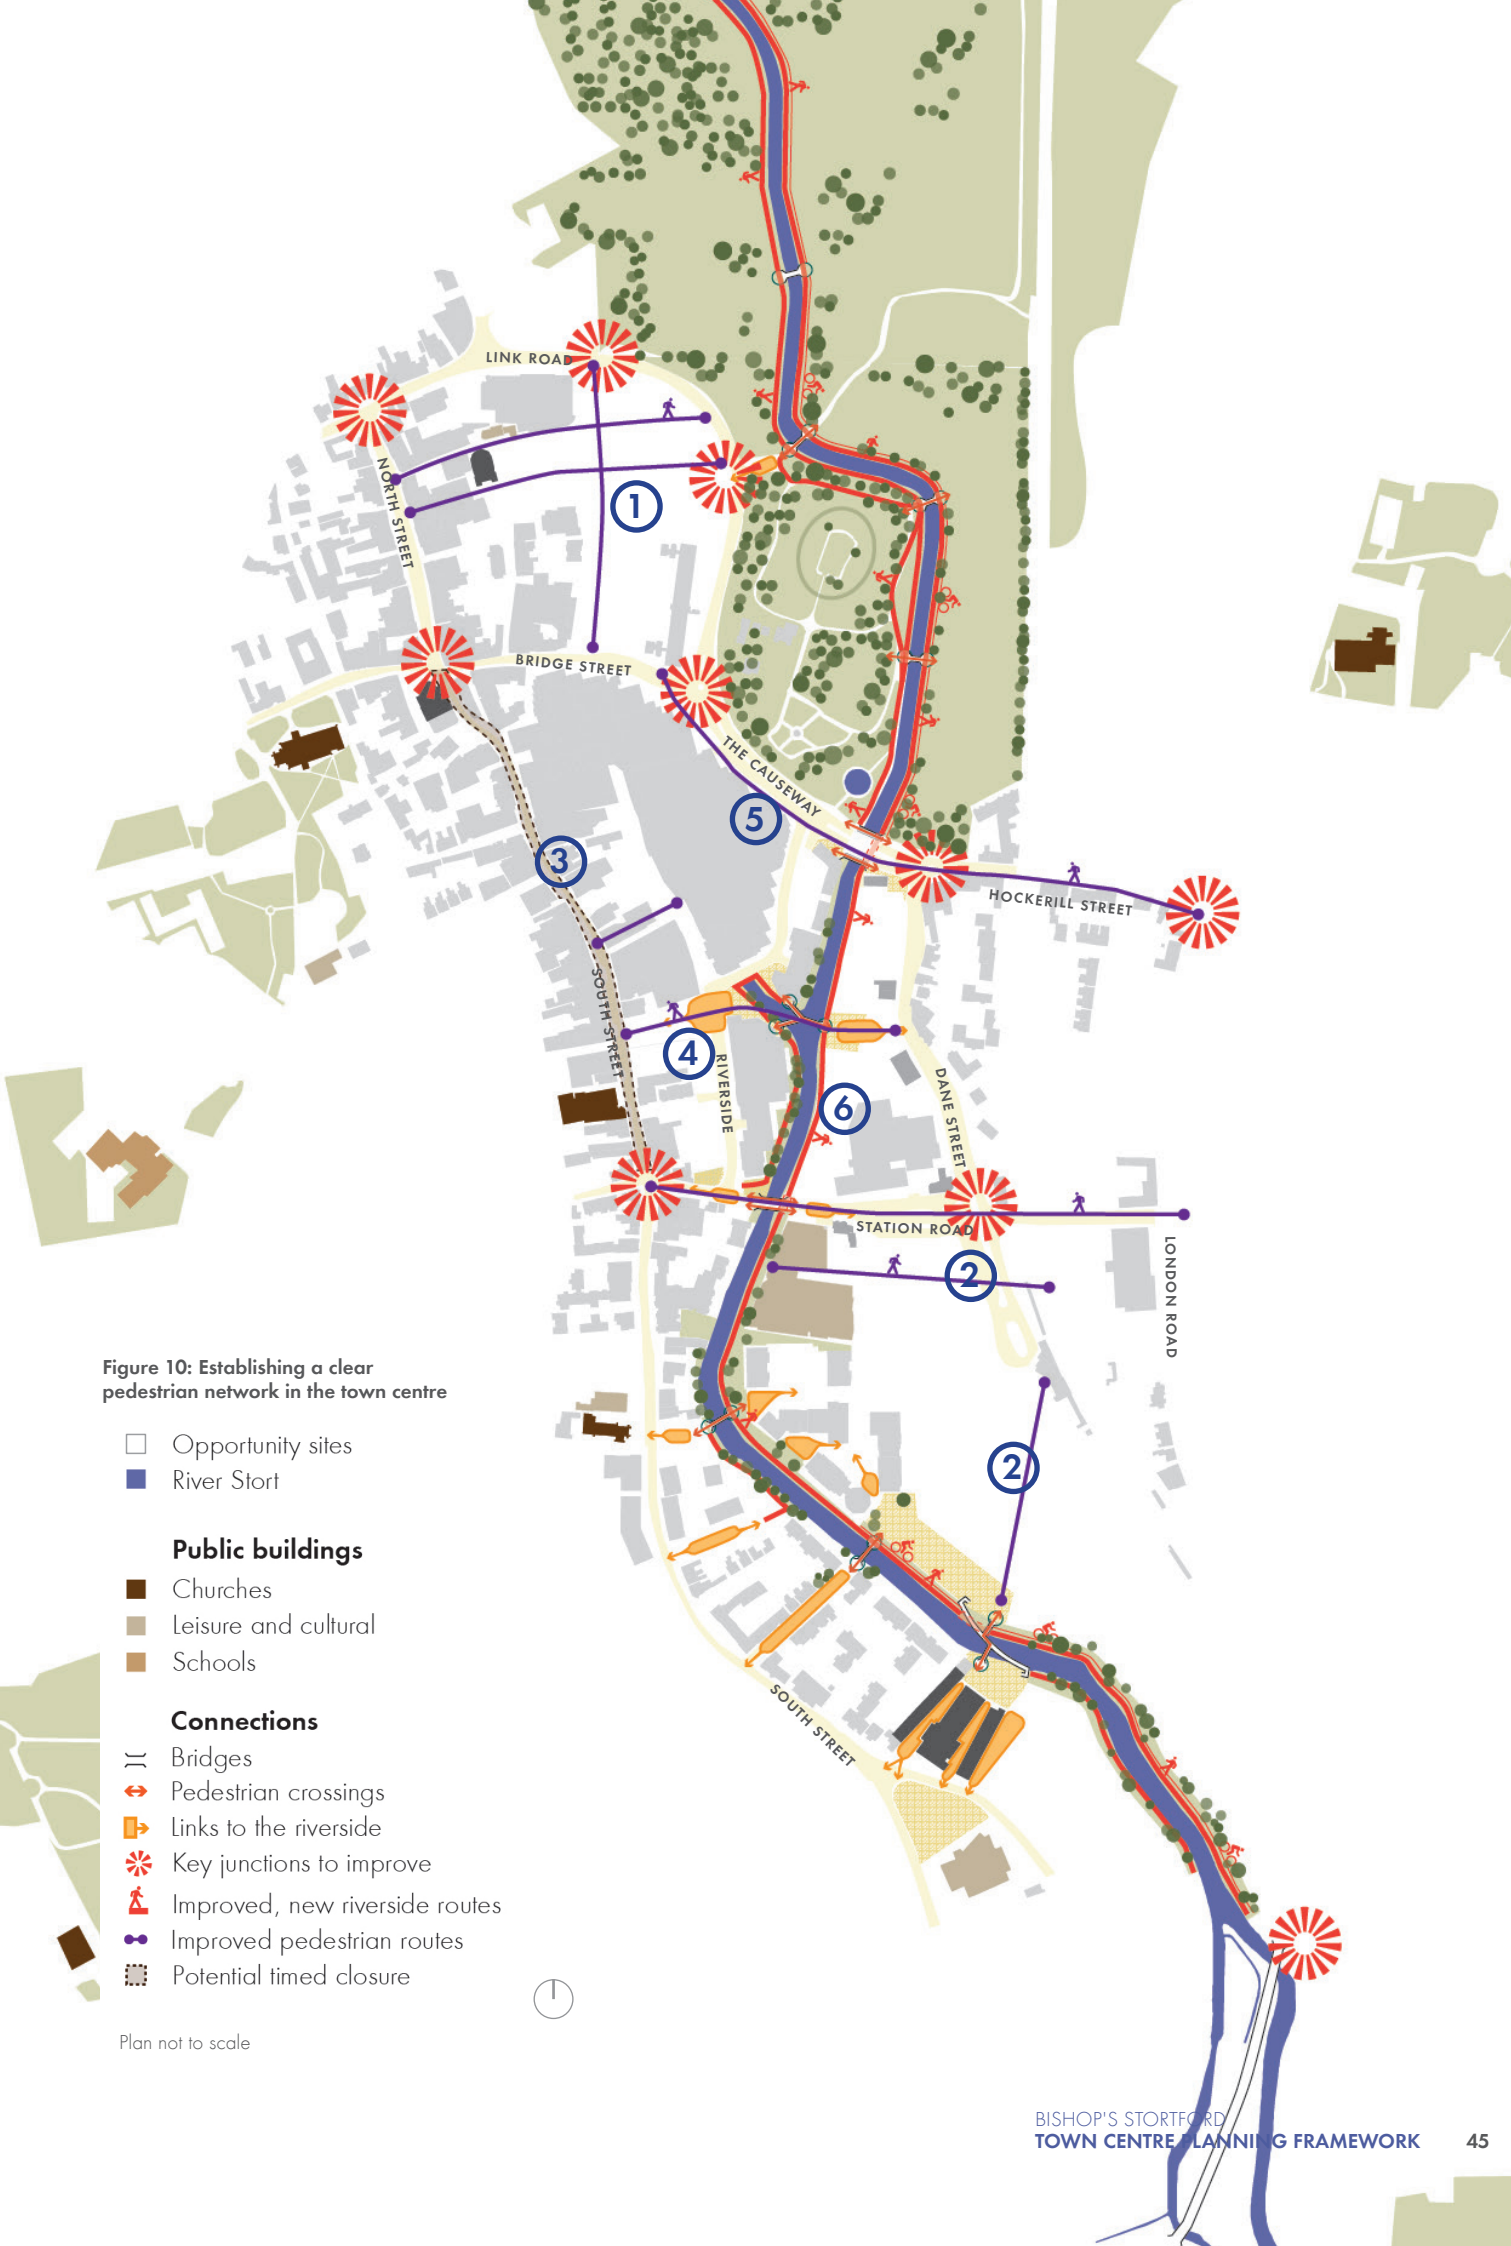 LINK ROAD
NORTH STREET
1
BRIDGE STREET
THE CAUSEWAY
5
3
HOCKERILL STREET
SOUTH STREET
4
RIVERSIDE
6
DANE STREET
STATION ROAD
2
LONDON ROAD
2
SOUTH STREET
Figure 10: Establishing a clear
pedestrian network in the town centre
Opportunity sites
River Stort
Public buildings
Churches
Leisure and cultural
Schools
Connections
Bridges
Pedestrian crossings
Links to the riverside
Key junctions to improve
Improved, new riverside routes
Improved pedestrian routes
Potential timed closure
Plan not to scale
BISHOP'S STORTFORD
TOWN CENTRE PLANNING FRAMEWORK 45